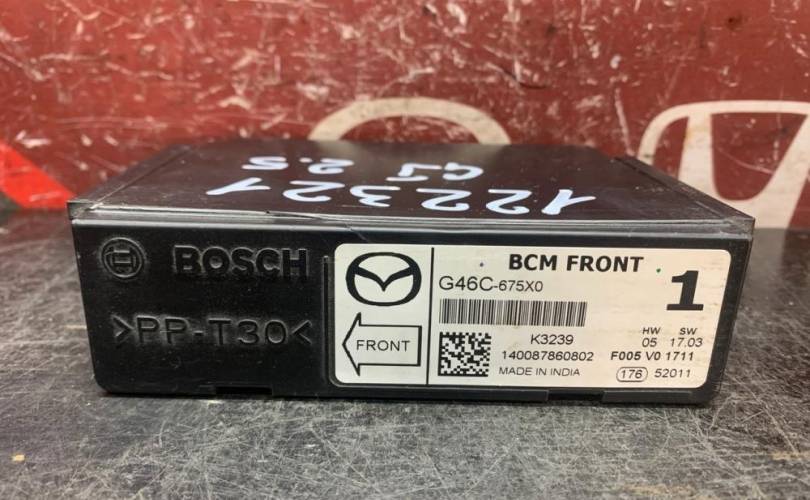 122321
GJ 2.5
BOSCH
>PP-T30<
BCM FRONT
G46C-675X0
1
FRONT
K3239
140087860802
MADE IN INDIA
HW SW
05 17.03
F005 V0 1711
176 52011